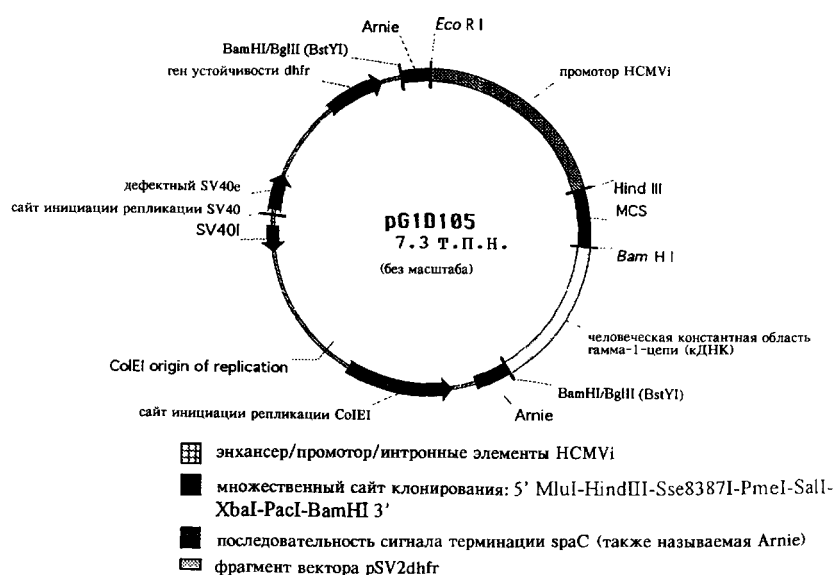 Arnie
Eco R I
BamHI/BglII (BstYI)
ген устойчивости dhfr
промотор HCMVi
дефектный SV40e
сайт инициации репликации SV40
SV40l
Hind III
MCS
Bam H I
pG1D105
7.3 т.п.н.
(без масштаба)
человеческая константная область
гамма-1-цепи (кДНК)
ColEI origin of replication
BamHI/BglII (BstYI)
сайт инициации репликации ColEI
Arnie
энхансер/промотор/интронные элементы HCMVi
множественный сайт клонирования: 5' MluI-HindIII-Sse8387I-PmeI-SalI-
XbaI-PacI-BamHI 3'
последовательность сигнала терминации spaC (также называемая Arnie)
фрагмент вектора pSV2dhfr